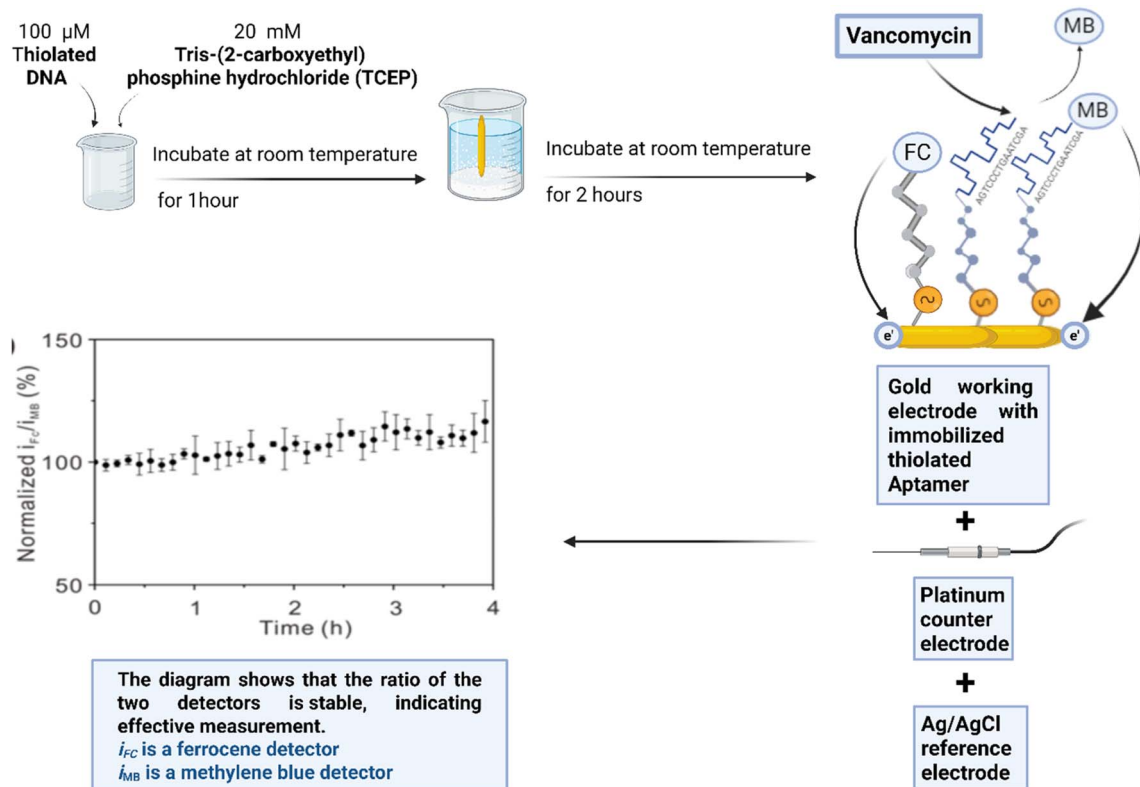 100 µM
Thiolated
DNA
20 mM
Tris-(2-carboxyethyl)
phosphine hydrochloride (TCEP)
Incubate at room temperature
for 1hour
Incubate at room temperature
for 2 hours
Vancomycin
MB
MB
FC
AGTCCCTGAATCGA
AGTCCCTGAATCGA
S
S
S
e'
e'
Gold working
electrode with
immobilized
thiolated
Aptamer
+
Platinum
counter
electrode
+
Ag/AgCl
reference
electrode
Normalized iFc/iMB (%)
150
100
50
0
1
2
3
4
Time (h)
The diagram shows that the ratio of the
two detectors is stable, indicating
effective measurement.
iFC is a ferrocene detector
iMB is a methylene blue detector